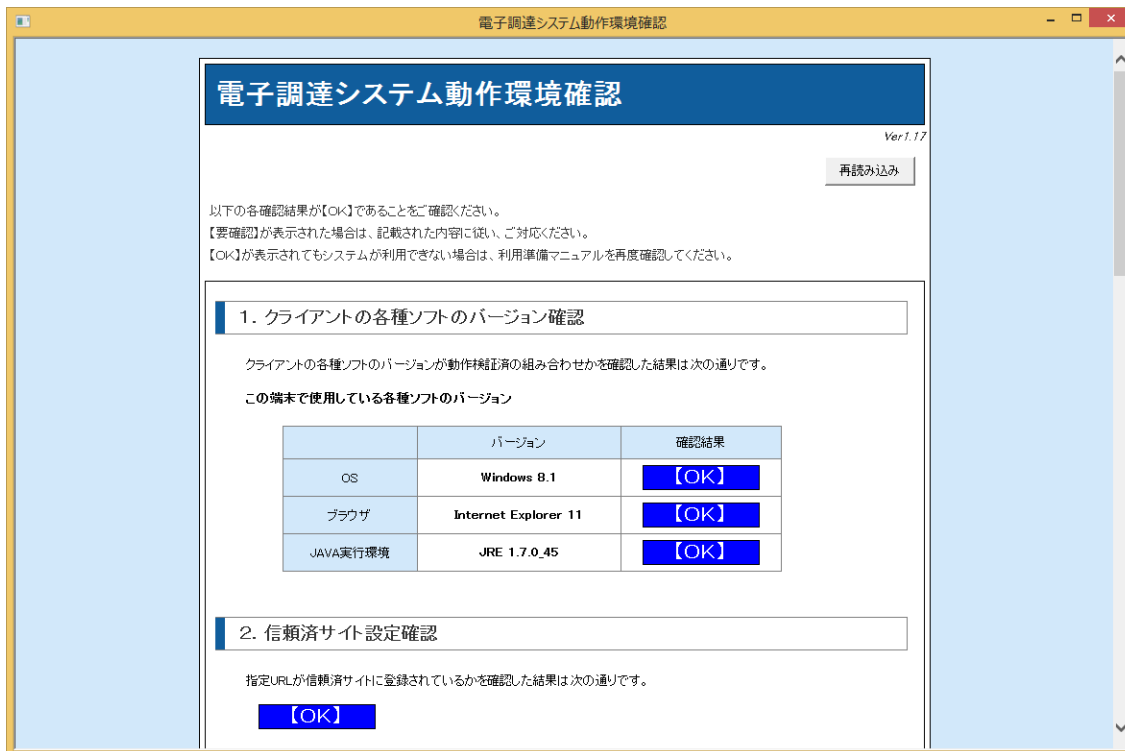 電子調達システム動作環境確認
電子調達システム動作環境確認
Ver1.17
再読み込み
以下の各確認結果が【OK】であることをご確認ください。
【要確認】が表示された場合は、記載された内容に従い、ご対応ください。
【OK】が表示されてもシステムが利用できない場合は、利用準備マニュアルを再度確認してください。
1. クライアントの各種ソフトのバージョン確認
クライアントの各種ソフトのバージョンが動作検証済の組み合わせかを確認した結果は次の通りです。
この端末で使用している各種ソフトのバージョン
バージョン 確認結果
OS Windows 8.1 【OK】
ブラウザ Internet Explorer 11 【OK】
JAVA実行環境 JRE 1.7.0_45 【OK】
2. 信頼済サイト設定確認
指定URLが信頼済サイトに登録されているかを確認した結果は次の通りです。
【OK】